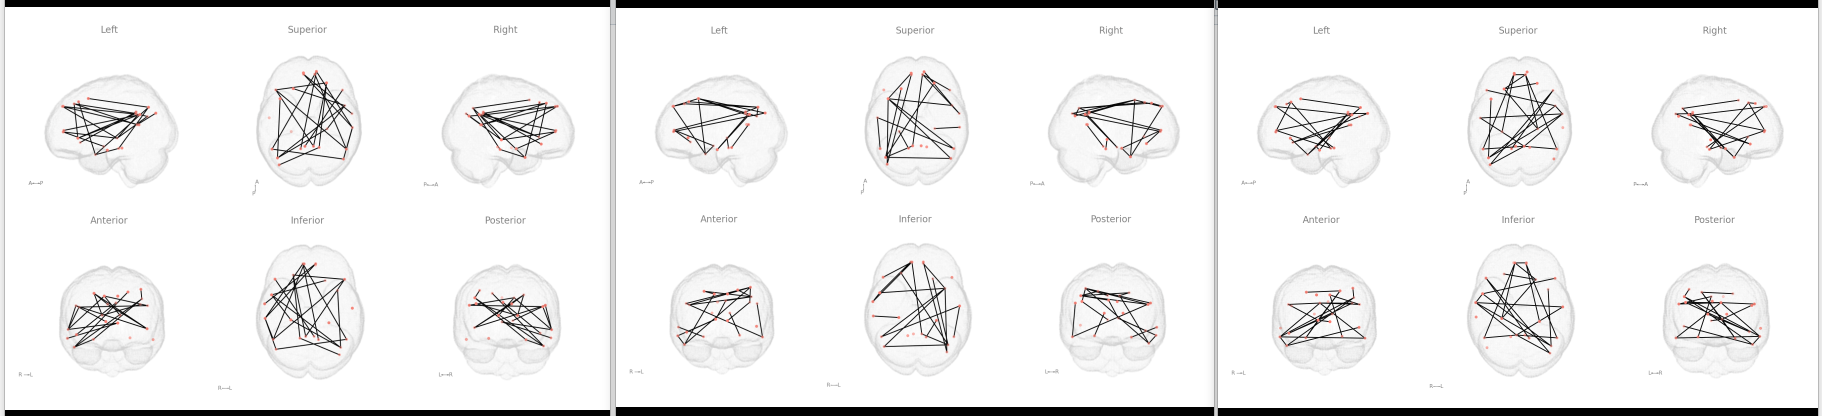 Left Superior Right Left Superior Right Left Superior Right
A←→P P←→A A←→P P←→A A←→P P←→A
Anterior Inferior Posterior Anterior Inferior Posterior Anterior Inferior Posterior
R←→L R←→L L←→R R←→L R←→L L←→R R←→L R←→L L←→R